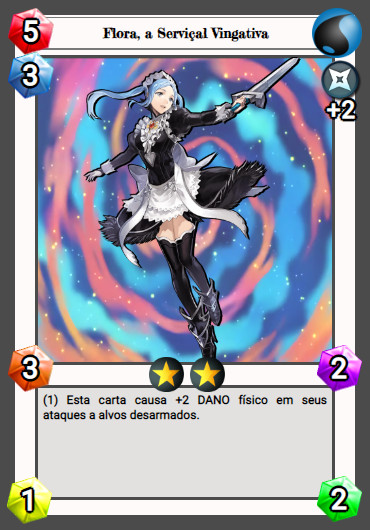 5
Flora, a Serviçal Vingativa
3
+2
3
2
(1) Esta carta causa +2 DANO físico em seus
ataques a alvos desarmados.
1
2